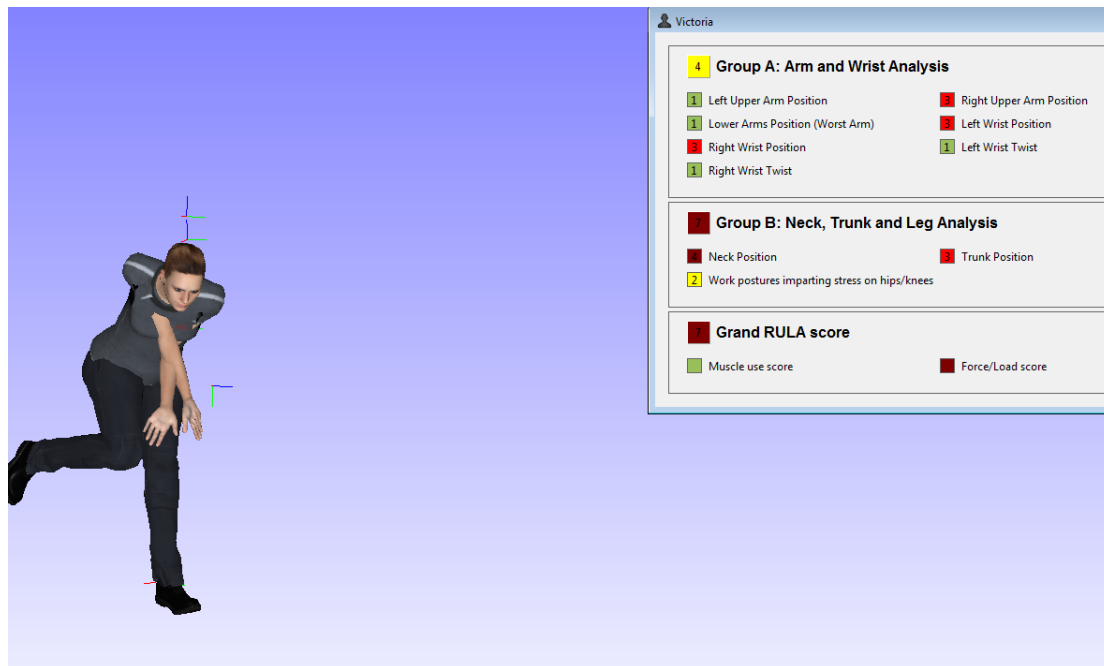 Victoria
4 Group A: Arm and Wrist Analysis
1 Left Upper Arm Position 3 Right Upper Arm Position
1 Lower Arms Position (Worst Arm) 3 Left Wrist Position
3 Right Wrist Position 1 Left Wrist Twist
1 Right Wrist Twist
7 Group B: Neck, Trunk and Leg Analysis
4 Neck Position 3 Trunk Position
2 Work postures imparting stress on hips/knees
7 Grand RULA score
Muscle use score Force/Load score